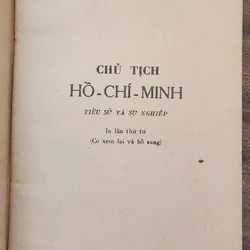 CHỦ TỊCH
HỒ-CHÍ-MINH
TIỂU SỬ VÀ SỰ NGHIỆP
In lần thứ tư
(Có xem lại và bổ sung)